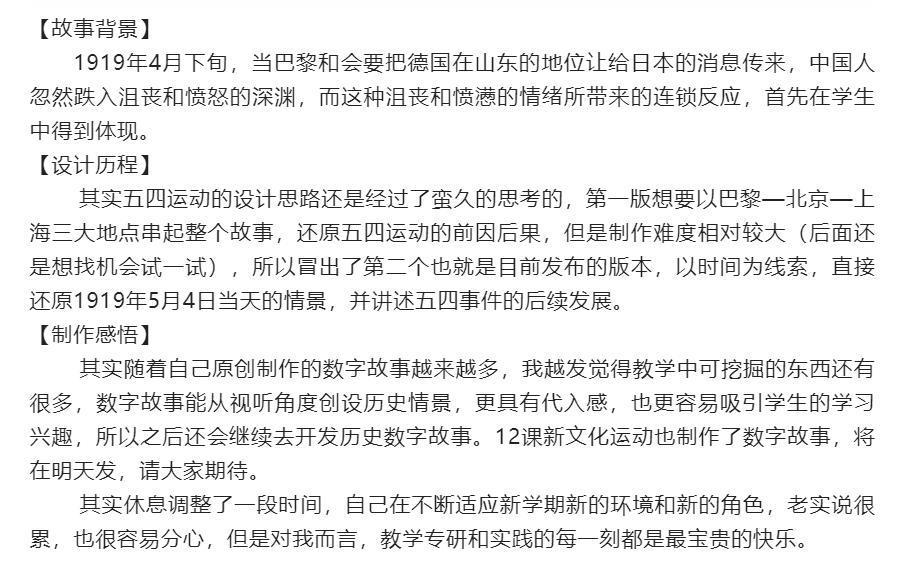 【故事背景】
1919年4月下旬，当巴黎和会要把德国在山东的地位让给日本的消息传来，中国人
忽然跌入沮丧和愤怒的深渊，而这种沮丧和愤懑的情绪所带来的连锁反应，首先在学生
中得到体现。
【设计历程】
其实五四运动的设计思路还是经过了蛮久的思考的，第一版想要以巴黎—北京—上
海三大地点串起整个故事，还原五四运动的前因后果，但是制作难度相对较大（后面还
是想找机会试一试），所以冒出了第二个也就是目前发布的版本，以时间为线索，直接
还原1919年5月4日当天的情景，并讲述五四事件的后续发展。
【制作感悟】
其实随着自己原创制作的数字故事越来越多，我越发觉得教学中可挖掘的东西还有
很多，数字故事能从视听角度创设历史情景，更具有代入感，也更容易吸引学生的学习
兴趣，所以之后还会继续去开发历史数字故事。12课新文化运动也制作了数字故事，将
在明天发，请大家期待。
其实休息调整了一段时间，自己在不断适应新学期新的环境和新的角色，老实说很
累，也很容易分心，但是对我而言，教学专研和实践的每一刻都是最宝贵的快乐。